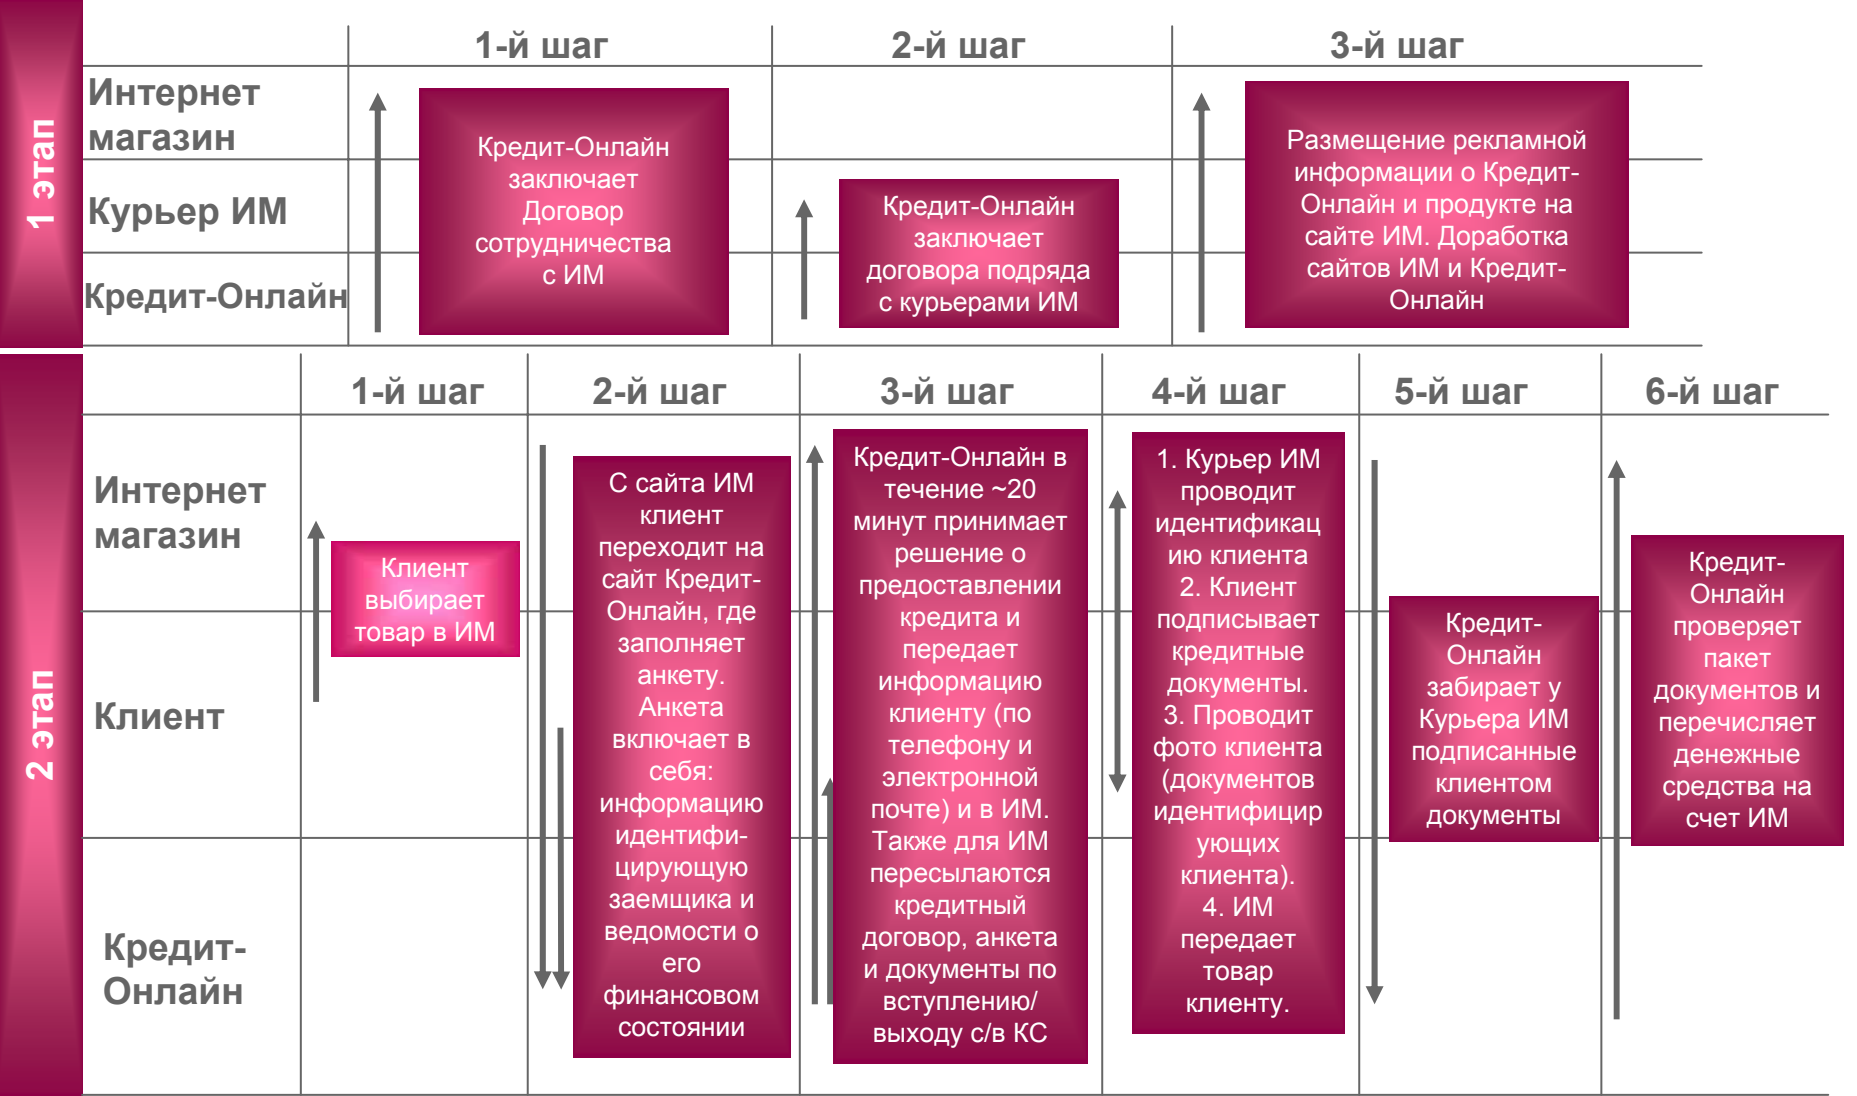 1 этап
1-й шаг
2-й шаг
3-й шаг
Интернет
магазин
Курьер ИМ
Кредит-Онлайн
Кредит-Онлайн
заключает
Договор
сотрудничества
с ИМ
Кредит-Онлайн
заключает
договора подряда
с курьерами ИМ
Размещение рекламной
информации о Кредит-
Онлайн и продукте на
сайте ИМ. Доработка
сайтов ИМ и Кредит-
Онлайн
2 этап
1-й шаг
2-й шаг
3-й шаг
4-й шаг
5-й шаг
6-й шаг
Интернет
магазин
Клиент
Кредит-
Онлайн
Клиент
выбирает
товар в ИМ
С сайта ИМ
клиент
переходит на
сайт Кредит-
Онлайн, где
заполняет
анкету.
Анкета
включает в
себя:
информацию
идентифи-
цирующую
заемщика и
ведомости о
его
финансовом
состоянии
Кредит-Онлайн в
течение ~20
минут принимает
решение о
предоставлении
кредита и
передает
информацию
клиенту (по
телефону и
электронной
почте) и в ИМ.
Также для ИМ
пересылаются
кредитный
договор, анкета
и документы по
вступлению/
выходу с/в КС
1. Курьер ИМ
проводит
идентификац
ию клиента
2. Клиент
подписывает
кредитные
документы.
3. Проводит
фото клиента
(документов
идентифицир
ующих
клиента).
4. ИМ
передает
товар
клиенту.
Кредит-
Онлайн
забирает у
Курьера ИМ
подписанные
клиентом
документы
Кредит-
Онлайн
проверяет
пакет
документов и
перечисляет
денежные
средства на
счет ИМ